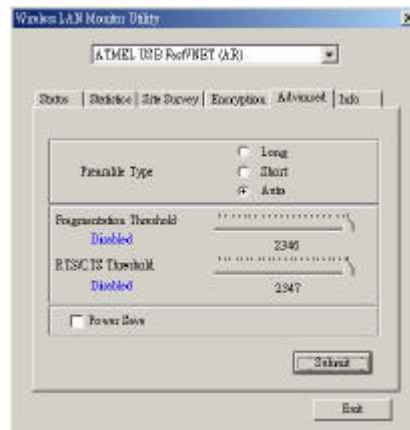 Wireless LAN Monitor Utility
ATMEL USB FastVNET (AR)
Status Statistics Site Survey Encryption Advanced Info
Long
Preamble Type Short
Auto
Fragmentation Threshold
Disabled 2346
RTS/CTS Threshold
Disabled 2347
Power Save
Submit
Exit